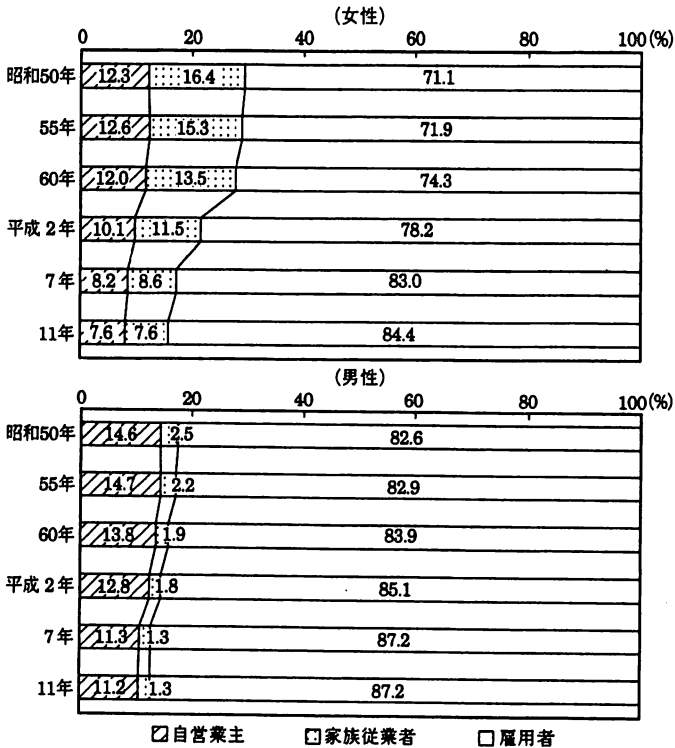 (女性)
0 20 40 60 80 100(%)
昭和50年 12.3 16.4 71.1
55年 12.6 15.3 71.9
60年 12.0 13.5 74.3
平成2年 10.1 11.5 78.2
7年 8.2 8.6 83.0
11年 7.6 7.6 84.4
(男性)
0 20 40 60 80 100(%)
昭和50年 14.6 2.5 82.6
55年 14.7 2.2 82.9
60年 13.8 1.9 83.9
平成2年 12.8 1.8 85.1
7年 11.3 1.3 87.2
11年 11.2 1.3 87.2
自営業主 家族従業者 雇用者